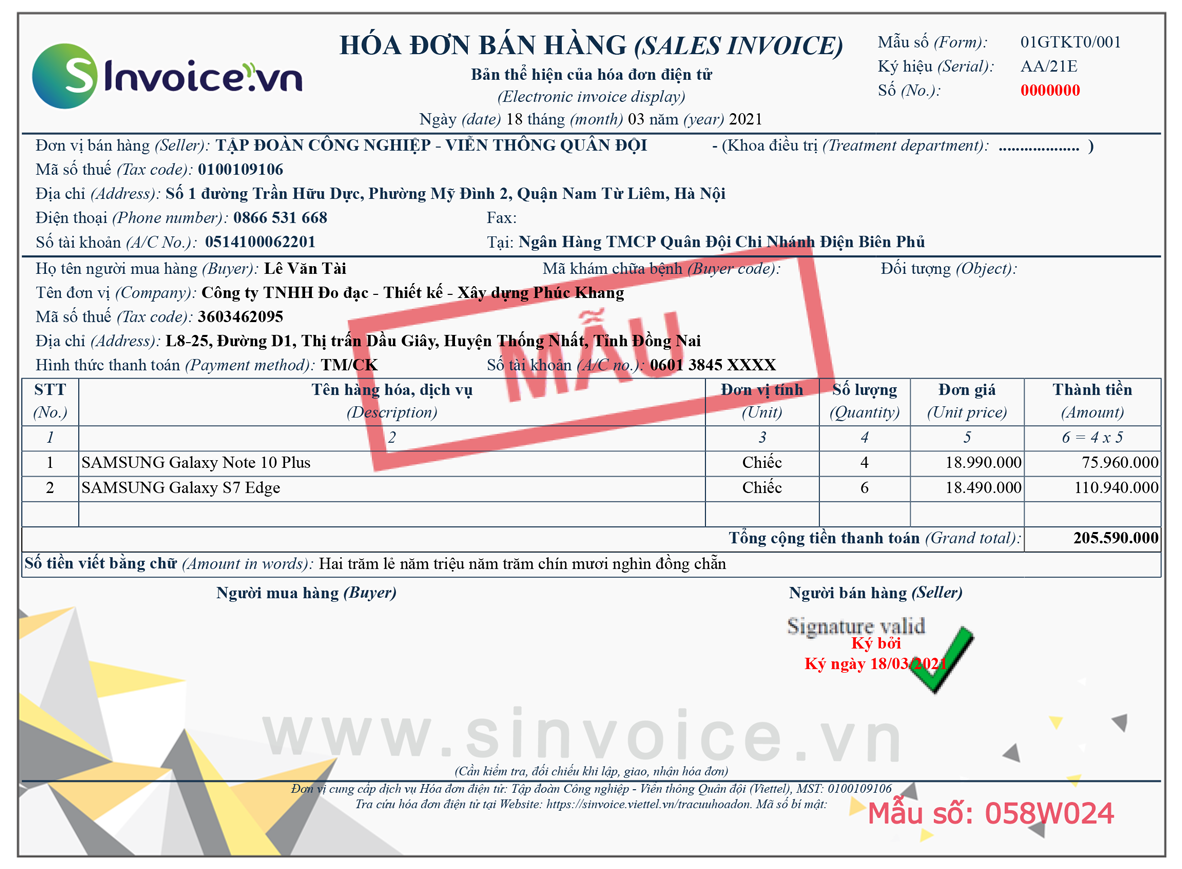 SInvoice.vn
HÓA ĐƠN BÁN HÀNG (SALES INVOICE)
Bản thể hiện của hóa đơn điện tử
(Electronic invoice display)
Ngày (date) 18 tháng (month) 03 năm (year) 2021
Mẫu số (Form): 01GTKT0/001
Ký hiệu (Serial): AA/21E
Số (No.): 0000000
Đơn vị bán hàng (Seller): TẬP ĐOÀN CÔNG NGHIỆP - VIỄN THÔNG QUÂN ĐỘI - (Khoa điều trị (Treatment department): .................. )
Mã số thuế (Tax code): 0100109106
Địa chỉ (Address): Số 1 đường Trần Hữu Dực, Phường Mỹ Đình 2, Quận Nam Từ Liêm, Hà Nội
Điện thoại (Phone number): 0866 531 668 Fax:
Số tài khoản (A/C No.): 0514100062201 Tại: Ngân Hàng TMCP Quân Đội Chi Nhánh Điện Biên Phủ
Họ tên người mua hàng (Buyer): Lê Văn Tài Mã khám chữa bệnh (Buyer code): Đối tượng (Object):
Tên đơn vị (Company): Công ty TNHH Đo đạc - Thiết kế - Xây dựng Phúc Khang
Mã số thuế (Tax code): 3603462095
Địa chỉ (Address): L8-25, Đường D1, Thị trấn Dầu Giây, Huyện Thống Nhất, Tỉnh Đồng Nai
Hình thức thanh toán (Payment method): TM/CK Số tài khoản (A/C no.): 0601 3845 XXXX
MẪU
STT Tên hàng hóa, dịch vụ Đơn vị tính Số lượng Đơn giá Thành tiền
(No.) (Description) (Unit) (Quantity) (Unit price) (Amount)
1 2 3 4 5 6 = 4 x 5
1 SAMSUNG Galaxy Note 10 Plus Chiếc 4 18.990.000 75.960.000
2 SAMSUNG Galaxy S7 Edge Chiếc 6 18.490.000 110.940.000
Tổng cộng tiền thanh toán (Grand total): 205.590.000
Số tiền viết bằng chữ (Amount in words): Hai trăm lẻ năm triệu năm trăm chín mươi nghìn đồng chẵn
Người mua hàng (Buyer) Người bán hàng (Seller)
Signature valid
Ký bởi
Ký ngày 18/03/2021
www.sinvoice.vn
(Cần kiểm tra, đối chiếu khi lập, giao, nhận hóa đơn)
Đơn vị cung cấp dịch vụ Hóa đơn điện tử: Tập đoàn Công nghiệp - Viễn thông Quân đội (Viettel), MST: 0100109106
Tra cứu hóa đơn điện tử tại Website: https://sinvoice.viettel.vn/tracuuhoadon. Mã số bí mật:
Mẫu số: 058W024